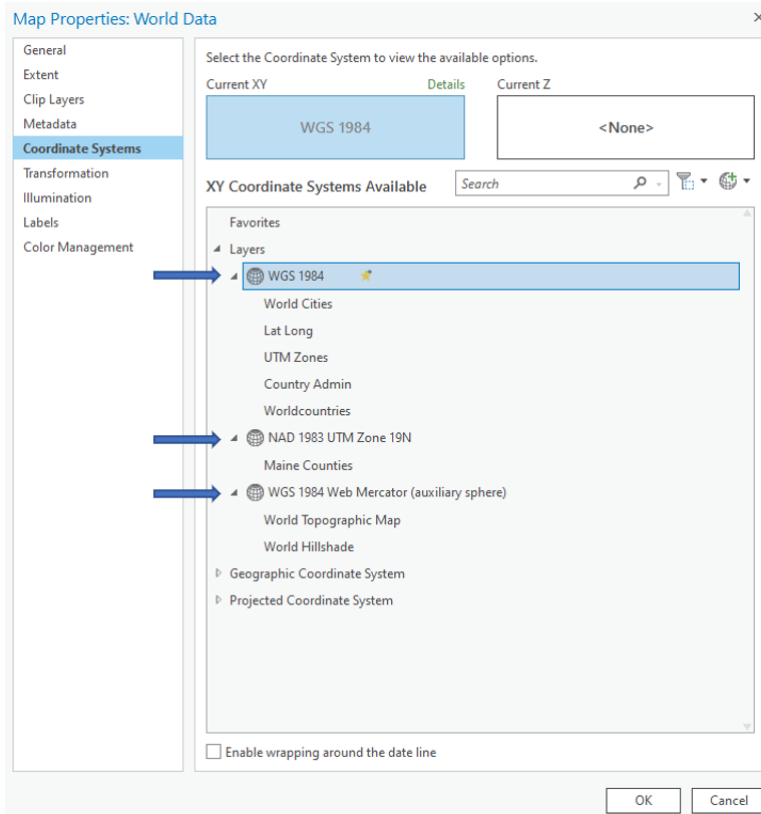 Map Properties: World Data
General
Extent
Clip Layers
Metadata
Coordinate Systems
Transformation
Illumination
Labels
Color Management
Select the Coordinate System to view the available options.
Current XY Details Current Z
WGS 1984 <None>
XY Coordinate Systems Available Search
Favorites
Layers
WGS 1984
World Cities
Lat Long
UTM Zones
Country Admin
Worldcountries
NAD 1983 UTM Zone 19N
Maine Counties
WGS 1984 Web Mercator (auxiliary sphere)
World Topographic Map
World Hillshade
Geographic Coordinate System
Projected Coordinate System
Enable wrapping around the date line
OK Cancel